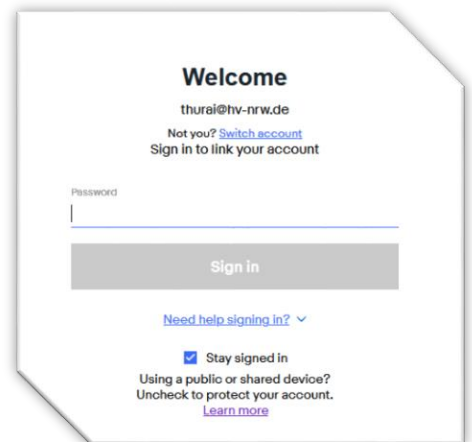 Welcome
thurai@hv-nrw.de
Not you? Switch account
Sign in to link your account
Password
Sign in
Need help signing in?
Stay signed in
Using a public or shared device?
Uncheck to protect your account.
Learn more